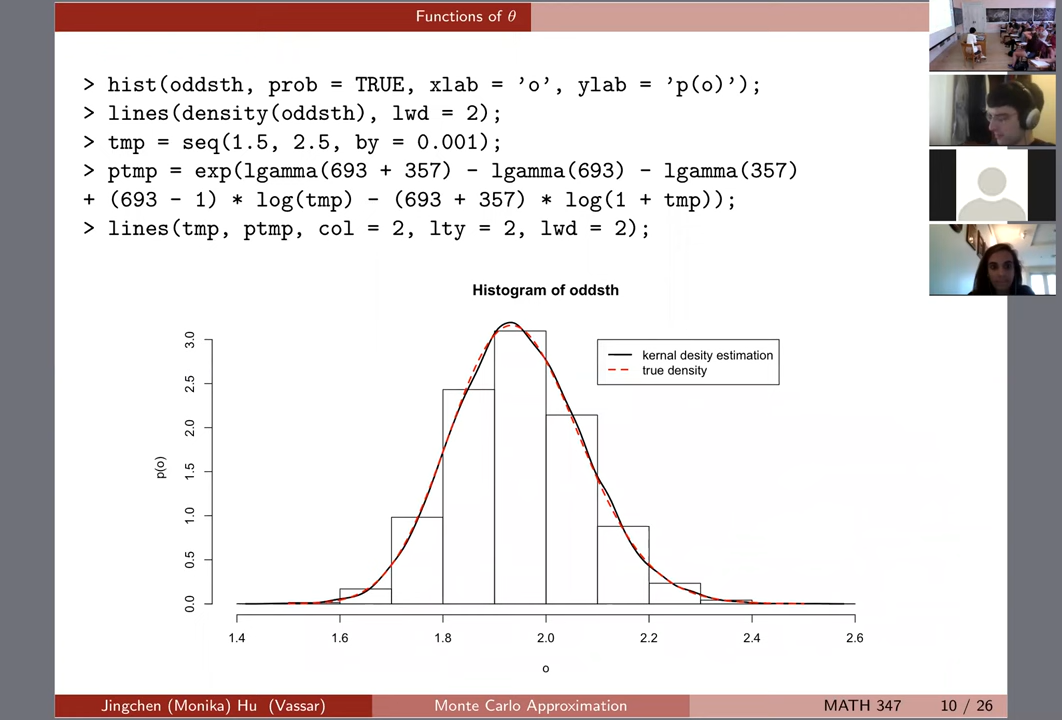 Functions of θ
> hist(oddsth, prob = TRUE, xlab = 'o', ylab = 'p(o)');
> lines(density(oddsth), lwd = 2);
> tmp = seq(1.5, 2.5, by = 0.001);
> ptmp = exp(lgamma(693 + 357) - lgamma(693) - lgamma(357)
+ (693 - 1) * log(tmp) - (693 + 357) * log(1 + tmp));
> lines(tmp, ptmp, col = 2, lty = 2, lwd = 2);
Histogram of oddsth
kernal desity estimation
true density
p(o)
3.0
2.5
2.0
1.5
1.0
0.5
0.0
1.4 1.6 1.8 2.0 2.2 2.4 2.6
o
Jingchen (Monika) Hu (Vassar) Monte Carlo Approximation MATH 347 10 / 26